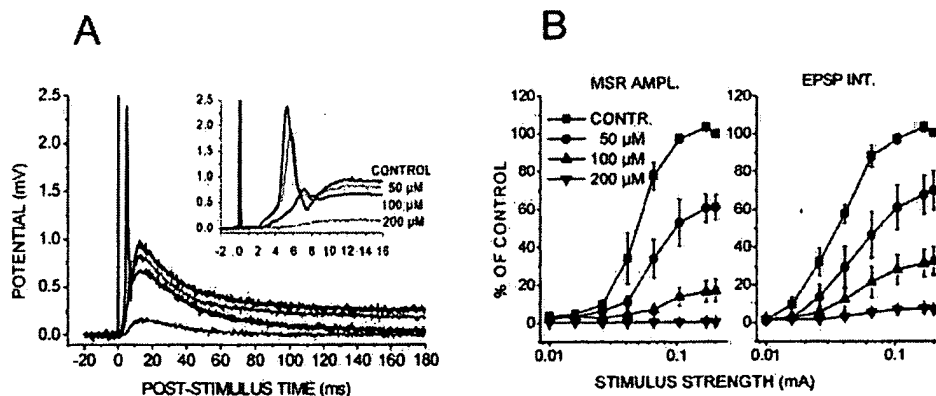 A
B
POTENTIAL (mV)
2.5
2.0
1.5
1.0
0.5
0.0
-20 0 20 40 60 80 100 120 140 160 180
POST-STIMULUS TIME (ms)
2.5
2.0
1.5
1.0
0.5
0.0
-2 0 2 4 6 8 10 12 14 16
CONTROL
50 µM
100 µM
200 µM
% OF CONTROL
MSR AMPL.
120
100
80
60
40
20
0
CONTR.
50 µM
100 µM
200 µM
0.01 0.1
EPSP INT.
120
100
80
60
40
20
0
0.01 0.1
STIMULUS STRENGTH (mA)